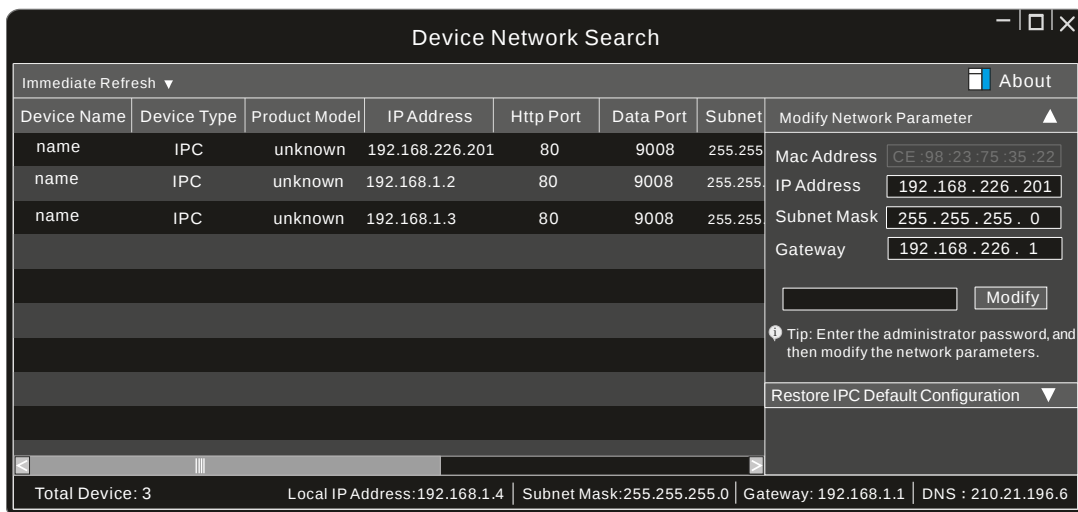 Device Network Search
Immediate Refresh ▼
About
Device Name Device Type Product Model IP Address Http Port Data Port Subnet
name IPC unknown 192.168.226.201 80 9008 255.255
name IPC unknown 192.168.1.2 80 9008 255.255.
name IPC unknown 192.168.1.3 80 9008 255.255.
Modify Network Parameter ▲
Mac Address CE :98 :23 :75 :35 :22
IP Address 192 .168 . 226 . 201
Subnet Mask 255 . 255 . 255 . 0
Gateway 192 .168 . 226 . 1
Modify
Tip: Enter the administrator password, and
then modify the network parameters.
Restore IPC Default Configuration ▼
Total Device: 3 Local IP Address:192.168.1.4 Subnet Mask:255.255.255.0 Gateway: 192.168.1.1 DNS : 210.21.196.6